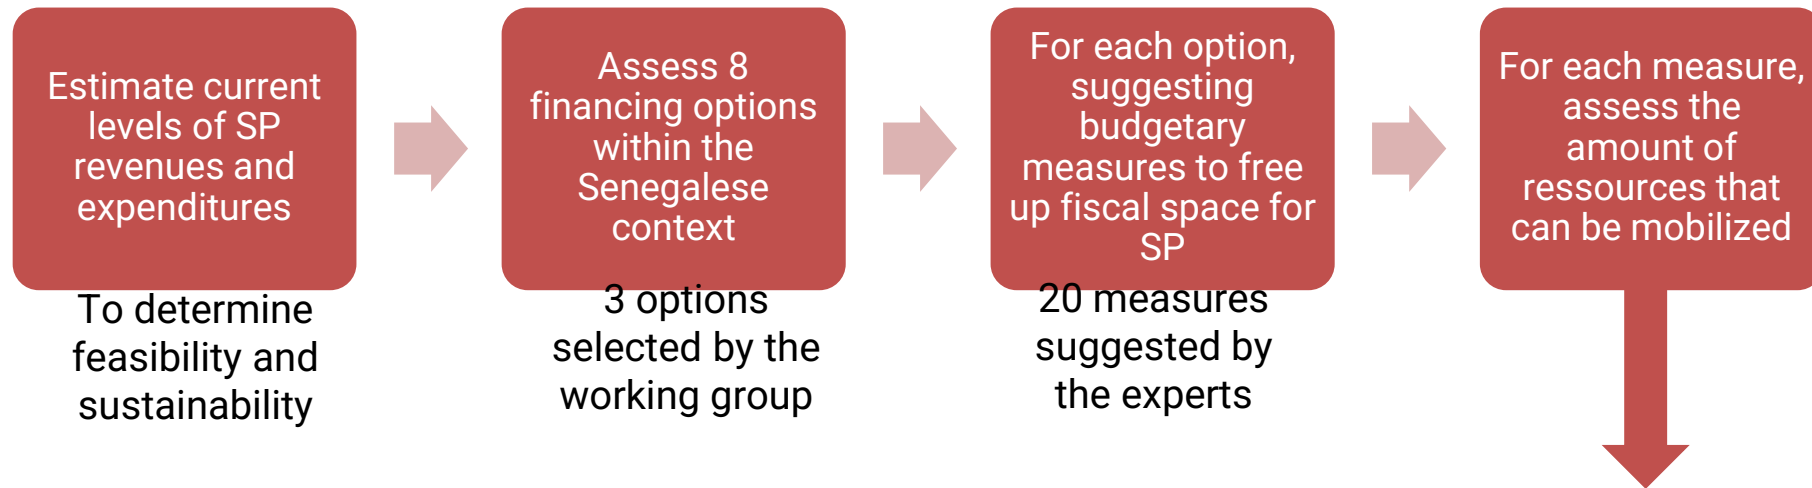 Estimate current
levels of SP
revenues and
expenditures
To determine
feasibility and
sustainability
Assess 8
financing options
within the
Senegalese
context
3 options
selected by the
working group
For each option,
suggesting
budgetary
measures to free
up fiscal space for
SP
20 measures
suggested by
the experts
For each measure,
assess the
amount of
ressources that
can be mobilized